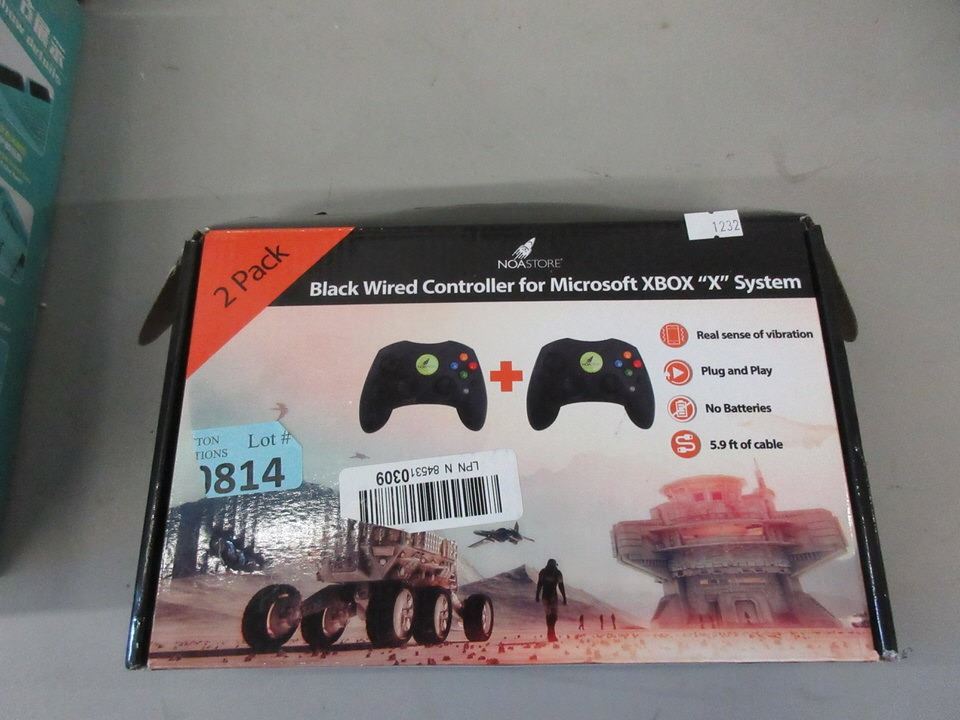 1232
2 Pack
NOASTORE
Black Wired Controller for Microsoft XBOX “X” System
Real sense of vibration
Plug and Play
No Batteries
5.9 ft of cable
TON Lot #
TIONS
0814
LPN N 84531 0309